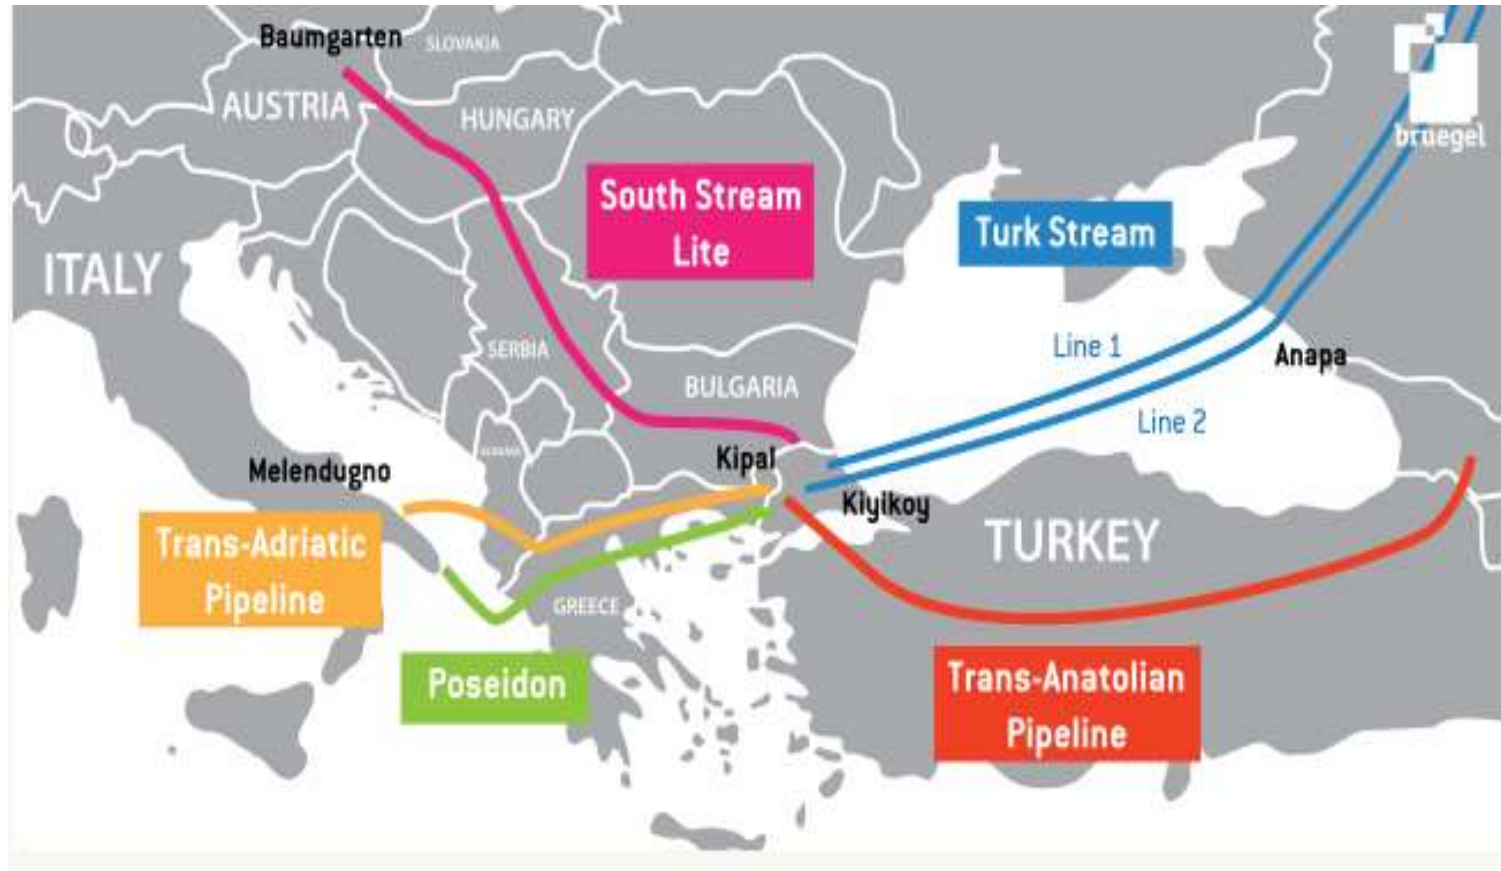 Baumgarten
SLOVAKIA
AUSTRIA
HUNGARY
bruegel
South Stream
Lite
Turk Stream
ITALY
Line 1
SERBIA
Anapa
BULGARIA
Line 2
Kipal
Melendugno
Kiyikoy
TURKEY
Trans-Adriatic
Pipeline
GREECE
Poseidon
Trans-Anatolian
Pipeline